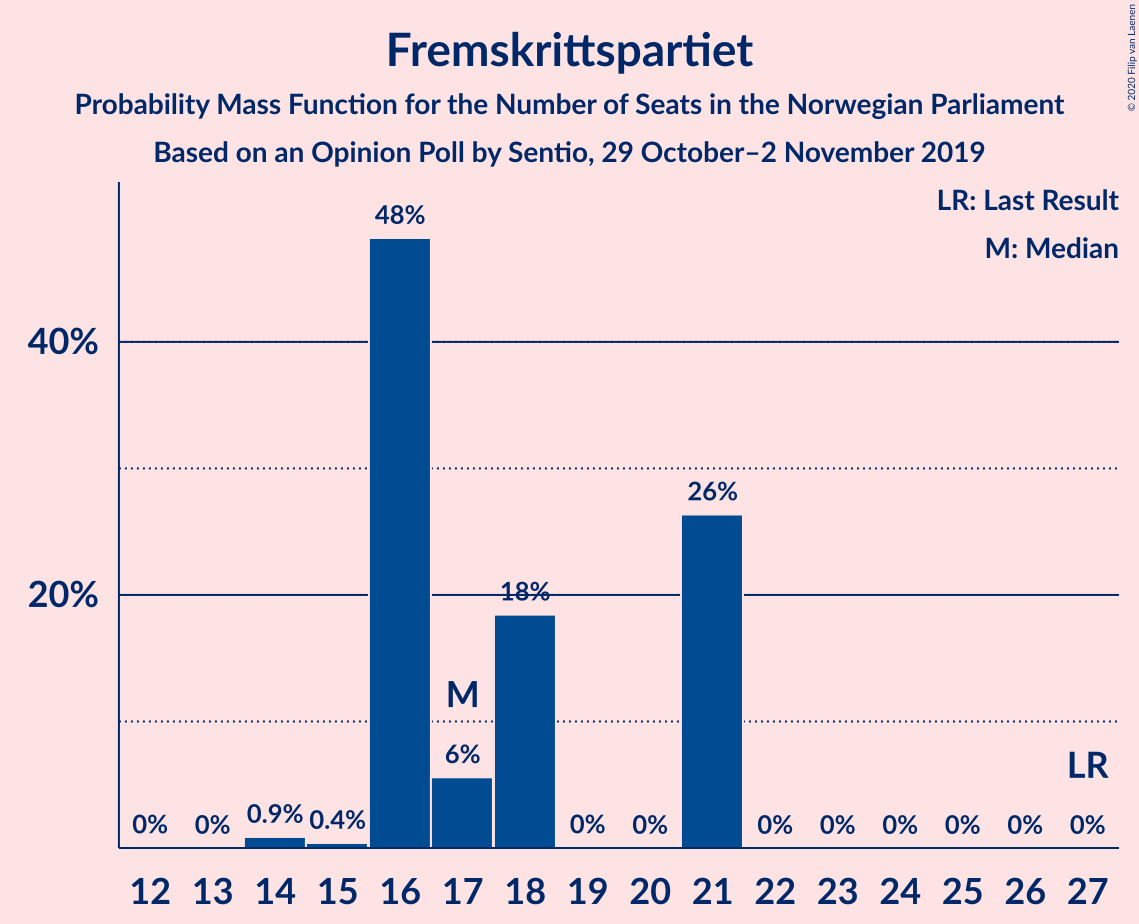 Fremskrittspartiet
Probability Mass Function for the Number of Seats in the Norwegian Parliament
Based on an Opinion Poll by Sentio, 29 October–2 November 2019
© 2020 Filip van Laenen
LR: Last Result
M: Median
40%
20%
0% 0% 0.9% 0.4% 48% 6% 18% 0% 0% 26% 0% 0% 0% 0% 0% 0%
M
LR
12 13 14 15 16 17 18 19 20 21 22 23 24 25 26 27